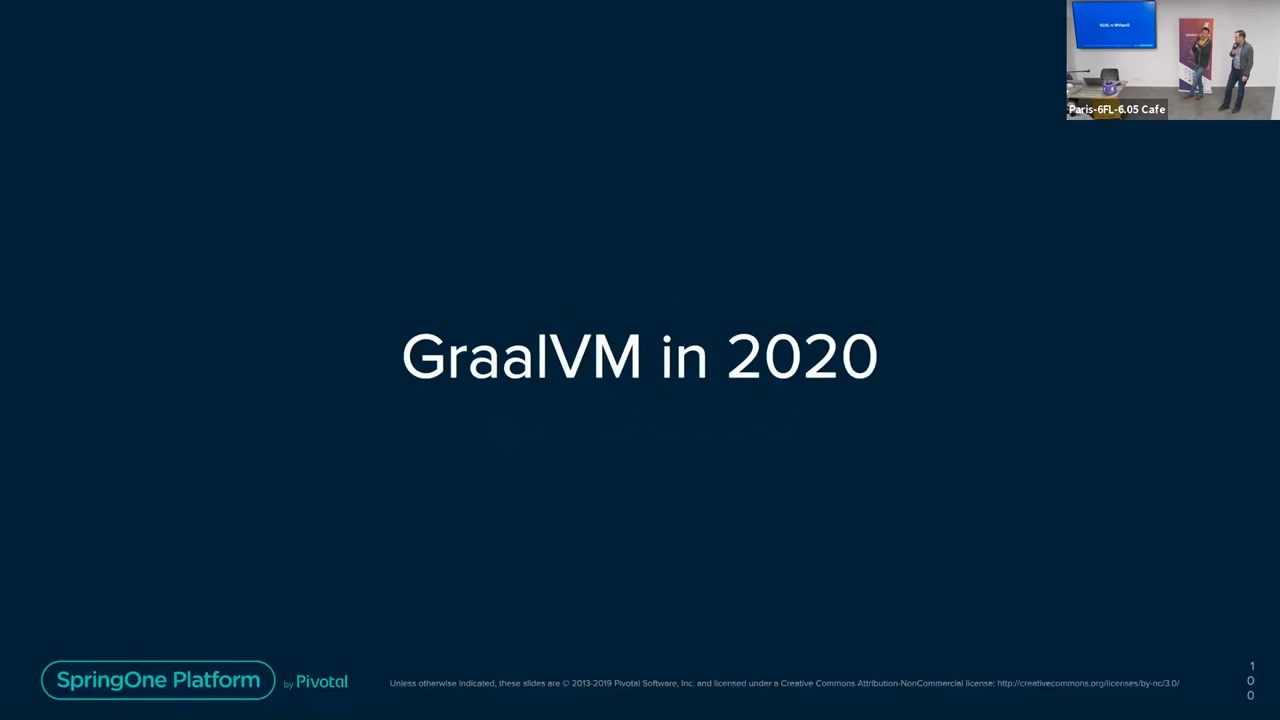 Paris-6FL-6.05 Cafe
GraalVM in 2020
SpringOne Platform
by Pivotal
Unless otherwise indicated, these slides are © 2013-2019 Pivotal Software, Inc. and licensed under a Creative Commons Attribution-NonCommercial license: http://creativecommons.org/licenses/by-nc/3.0/
1
0
0